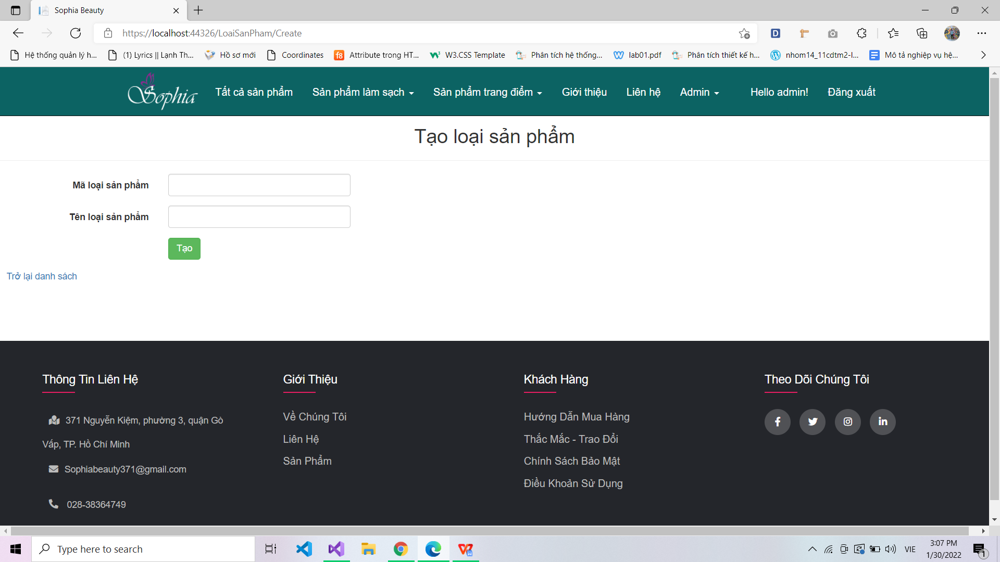 Sophia Beauty
https://localhost:44326/LoaiSanPham/Create
Hệ thống quản lý h... (1) Lyrics || Lạnh Th... Hồ sơ mới Coordinates f8 Attribute trong HT... W3.CSS Template Phân tích hệ thống... lab01.pdf Phân tích thiết kế h... nhom14_11cdtm2-l... Mô tả nghiệp vụ hệ...
Sophia Tất cả sản phẩm Sản phẩm làm sạch Sản phẩm trang điểm Giới thiệu Liên hệ Admin Hello admin! Đăng xuất
Tạo loại sản phẩm
Mã loại sản phẩm
Tên loại sản phẩm
Tạo
Trở lại danh sách
Thông Tin Liên Hệ
371 Nguyễn Kiệm, phường 3, quận Gò
Vấp, TP. Hồ Chí Minh
Sophiabeauty371@gmail.com
028-38364749
Giới Thiệu
Về Chúng Tôi
Liên Hệ
Sản Phẩm
Khách Hàng
Hướng Dẫn Mua Hàng
Thắc Mắc - Trao Đổi
Chính Sách Bảo Mật
Điều Khoản Sử Dụng
Theo Dõi Chúng Tôi
Type here to search
VIE
3:07 PM
1/30/2022
1